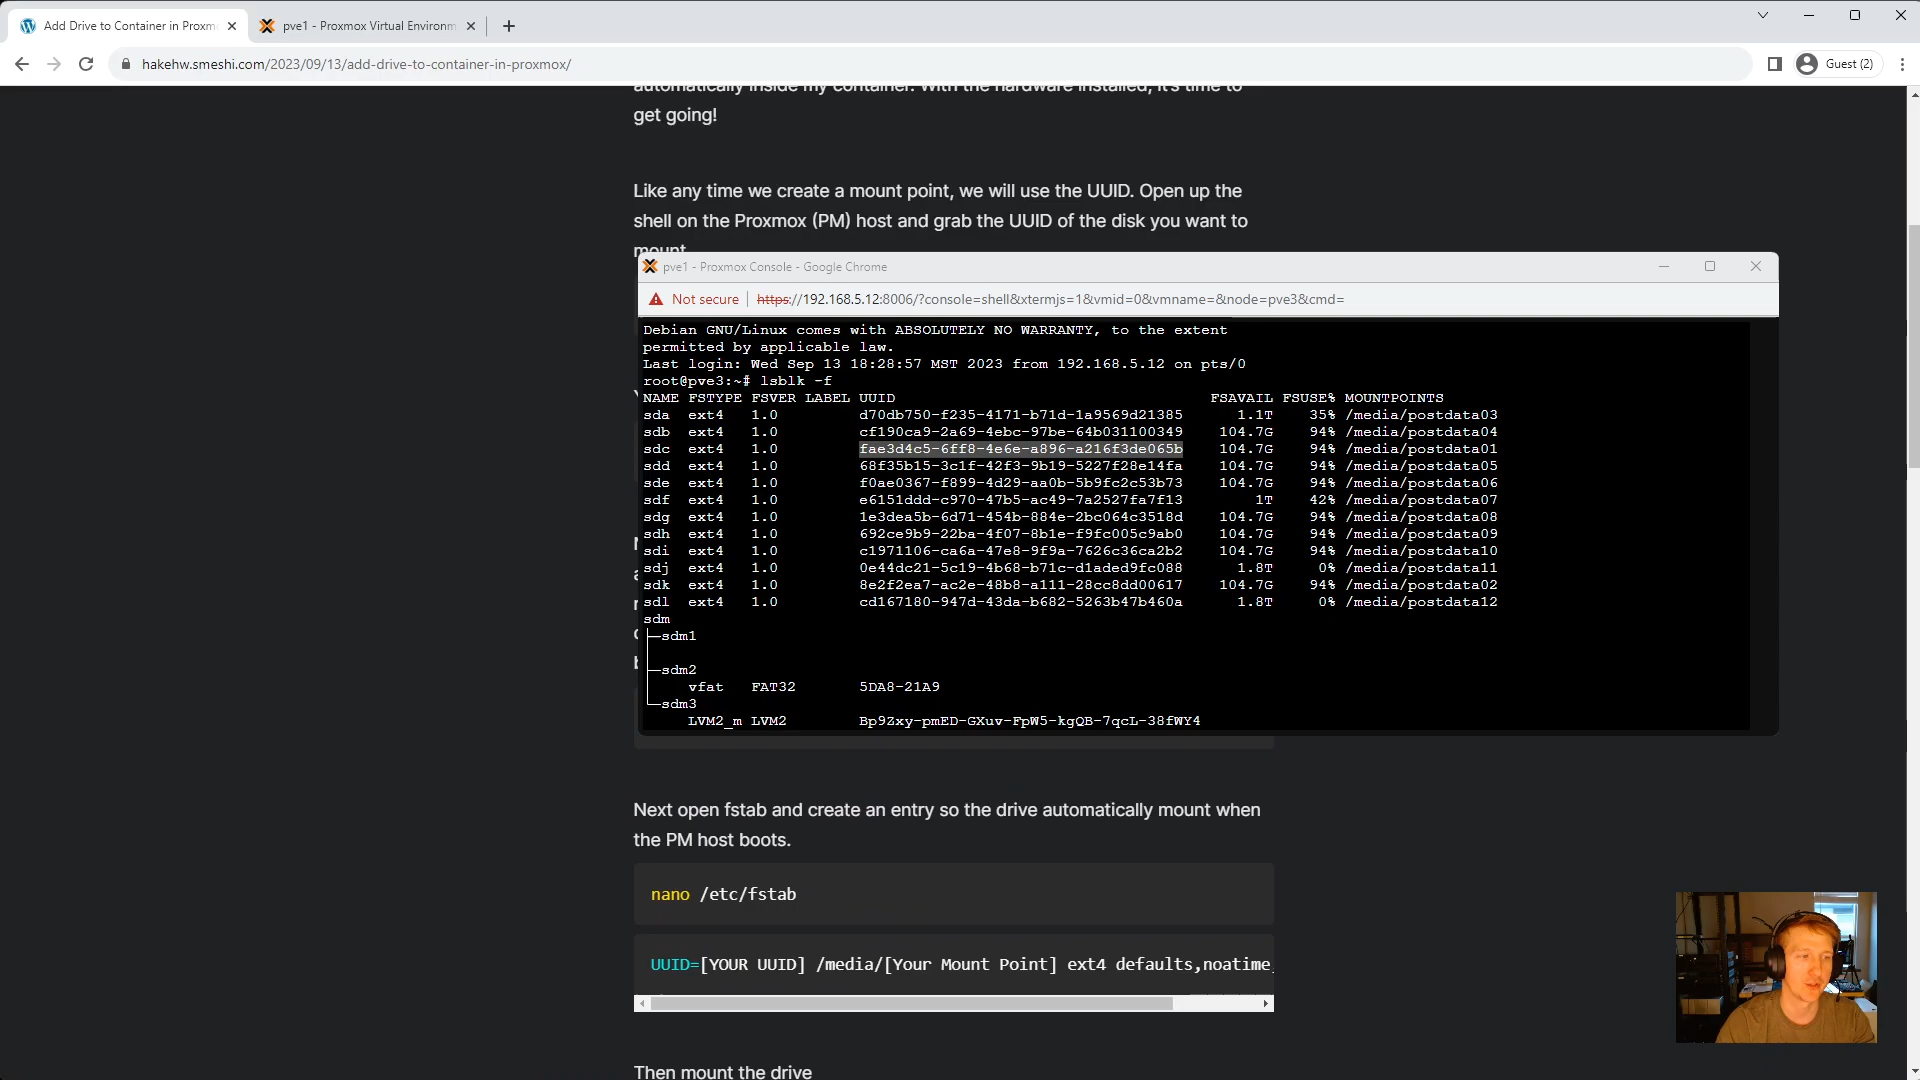 Add Drive to Container in Proxm
pve1 - Proxmox Virtual Environm
hakehw.smeshi.com/2023/09/13/add-drive-to-container-in-proxmox/
Guest (2)
automatically inside my container. With the hardware installed, it's time to
get going!
Like any time we create a mount point, we will use the UUID. Open up the
shell on the Proxmox (PM) host and grab the UUID of the disk you want to
mount
pve1 - Proxmox Console - Google Chrome
Not secure https://192.168.5.12:8006/?console=shell&xtermjs=1&vmid=0&vmname=&node=pve3&cmd=
Debian GNU/Linux comes with ABSOLUTELY NO WARRANTY, to the extent
permitted by applicable law.
Last login: Wed Sep 13 18:28:57 MST 2023 from 192.168.5.12 on pts/0
root@pve3:~# lsblk -f
NAME FSTYPE FSVER LABEL UUID FSAVAIL FSUSE% MOUNTPOINTS
sda ext4 1.0 d70db750-f235-4171-b71d-1a9569d21385 1.1T 35% /media/postdata03
sdb ext4 1.0 cf190ca9-2a69-4ebc-97be-64b031100349 104.7G 94% /media/postdata04
sdc ext4 1.0 fae3d4c5-6ff8-4e6e-a896-a216f3de065b 104.7G 94% /media/postdata01
sdd ext4 1.0 68f35b15-3c1f-42f3-9b19-5227f28e14fa 104.7G 94% /media/postdata05
sde ext4 1.0 f0ae0367-f899-4d29-aa0b-5b9fc2c53b73 104.7G 94% /media/postdata06
sdf ext4 1.0 e6151ddd-c970-47b5-ac49-7a2527fa7f13 1T 42% /media/postdata07
sdg ext4 1.0 1e3dea5b-6d71-454b-884e-2bc064c3518d 104.7G 94% /media/postdata08
sdh ext4 1.0 692ce9b9-22ba-4f07-8b1e-f9fc005c9ab0 104.7G 94% /media/postdata09
sdi ext4 1.0 c1971106-ca6a-47e8-9f9a-7626c36ca2b2 104.7G 94% /media/postdata10
sdj ext4 1.0 0e44dc21-5c19-4b68-b71c-d1aded9fc088 1.8T 0% /media/postdata11
sdk ext4 1.0 8e2f2ea7-ac2e-48b8-a111-28cc8dd00617 104.7G 94% /media/postdata02
sdl ext4 1.0 cd167180-947d-43da-b682-5263b47b460a 1.8T 0% /media/postdata12
sdm
├─sdm1
├─sdm2
vfat FAT32 5DA8-21A9
└─sdm3
LVM2_m LVM2 Bp9Zxy-pmED-GXuv-FpW5-kgQB-7qcL-38fWY4
Next open fstab and create an entry so the drive automatically mount when
the PM host boots.
nano /etc/fstab
UUID=[YOUR UUID] /media/[Your Mount Point] ext4 defaults,noatime,
Then mount the drive